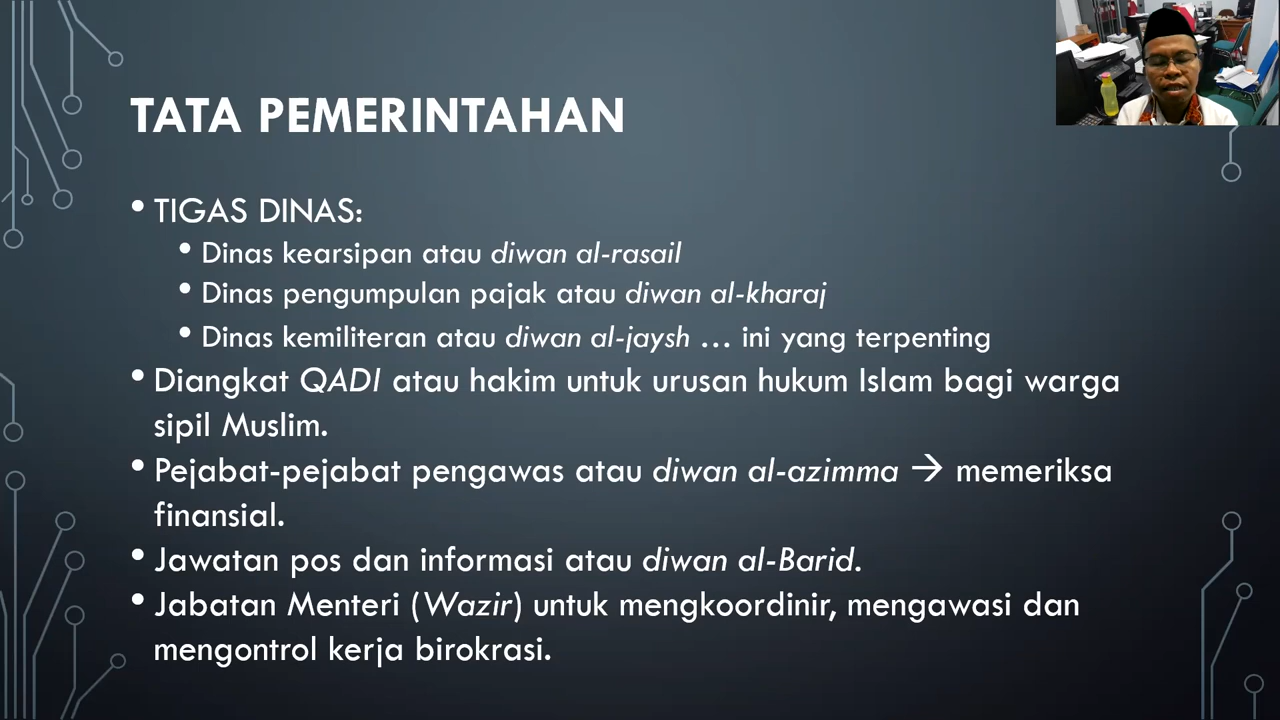 TATA PEMERINTAHAN
• TIGAS DINAS:
• Dinas kearsipan atau diwan al-rasail
• Dinas pengumpulan pajak atau diwan al-kharaj
• Dinas kemiliteran atau diwan al-jaysh … ini yang terpenting
• Diangkat QADI atau hakim untuk urusan hukum Islam bagi warga
sipil Muslim.
• Pejabat-pejabat pengawas atau diwan al-azimma → memeriksa
finansial.
• Jawatan pos dan informasi atau diwan al-Barid.
• Jabatan Menteri (Wazir) untuk mengkoordinir, mengawasi dan
mengontrol kerja birokrasi.